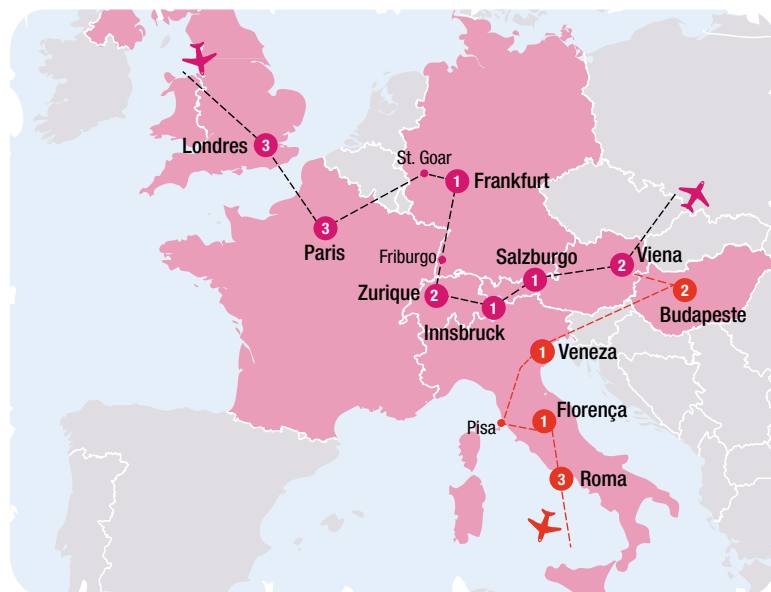 Londres
3
St. Goar
1
Frankfurt
3
Paris
Friburgo
Salzburgo
1
Viena
2
Zurique
2
1
Innsbruck
2
Budapeste
1
Veneza
Florença
1
Pisa
3
Roma